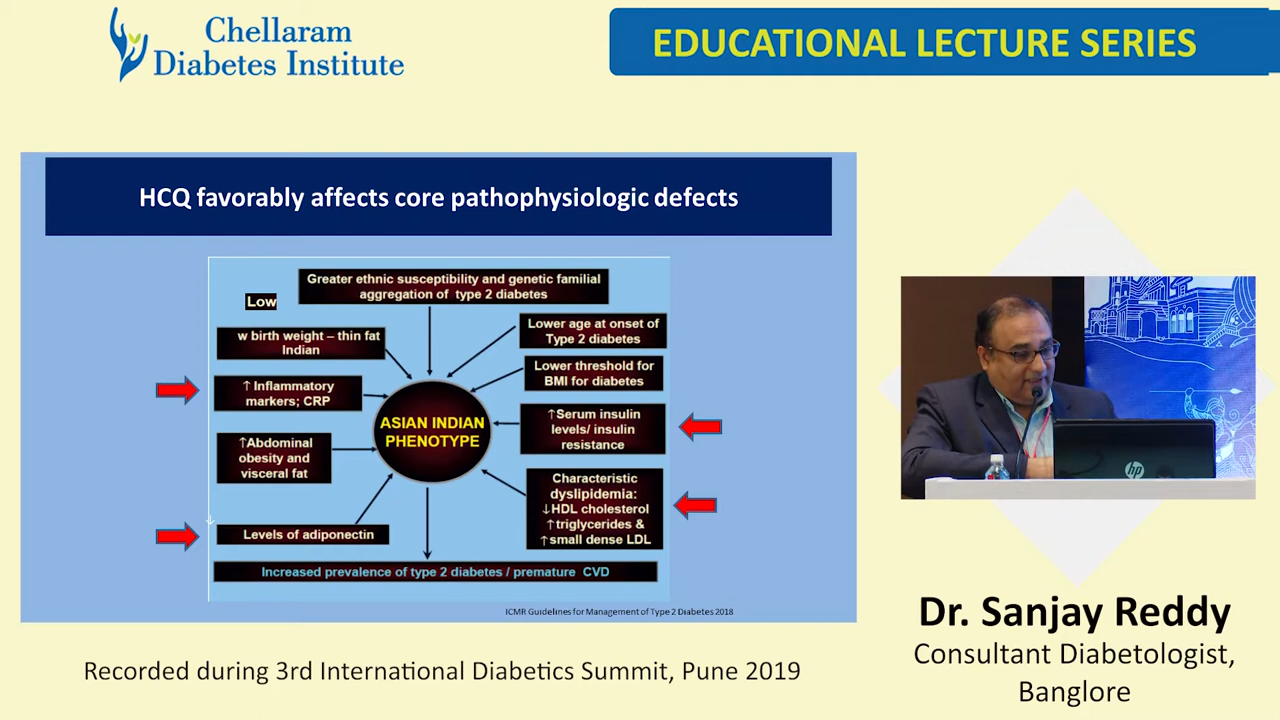 Chellaram
Diabetes Institute
EDUCATIONAL LECTURE SERIES
HCQ favorably affects core pathophysiologic defects
Greater ethnic susceptibility and genetic familial
aggregation of type 2 diabetes
Low
w birth weight – thin fat
Indian
↑ Inflammatory
markers; CRP
↑Abdominal
obesity and
visceral fat
Levels of adiponectin
ASIAN INDIAN
PHENOTYPE
Lower age at onset of
Type 2 diabetes
Lower threshold for
BMI for diabetes
↑Serum insulin
levels/ insulin
resistance
Characteristic
dyslipidemia:
↓HDL cholesterol
↑triglycerides &
↑small dense LDL
Increased prevalence of type 2 diabetes / premature CVD
ICMR Guidelines for Management of Type 2 Diabetes 2018
hp
Dr. Sanjay Reddy
Consultant Diabetologist,
Banglore
Recorded during 3rd International Diabetics Summit, Pune 2019